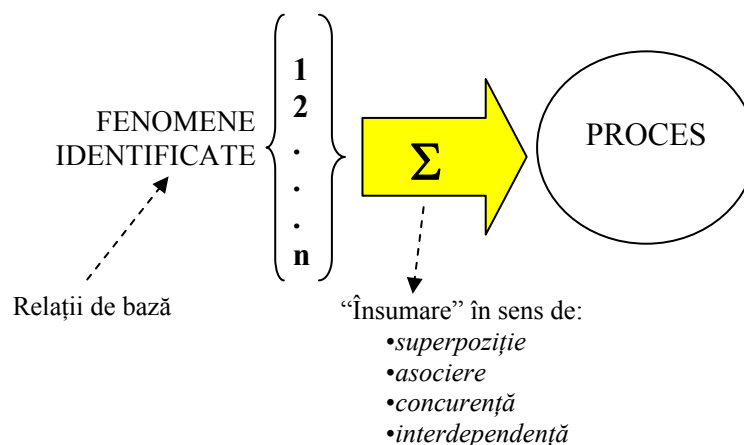 FENOMENE
IDENTIFICATE
1
2
.
.
.
n
Σ
PROCES
Relații de bază
“Însumare” în sens de:
•superpoziție
•asociere
•concurență
•interdependență